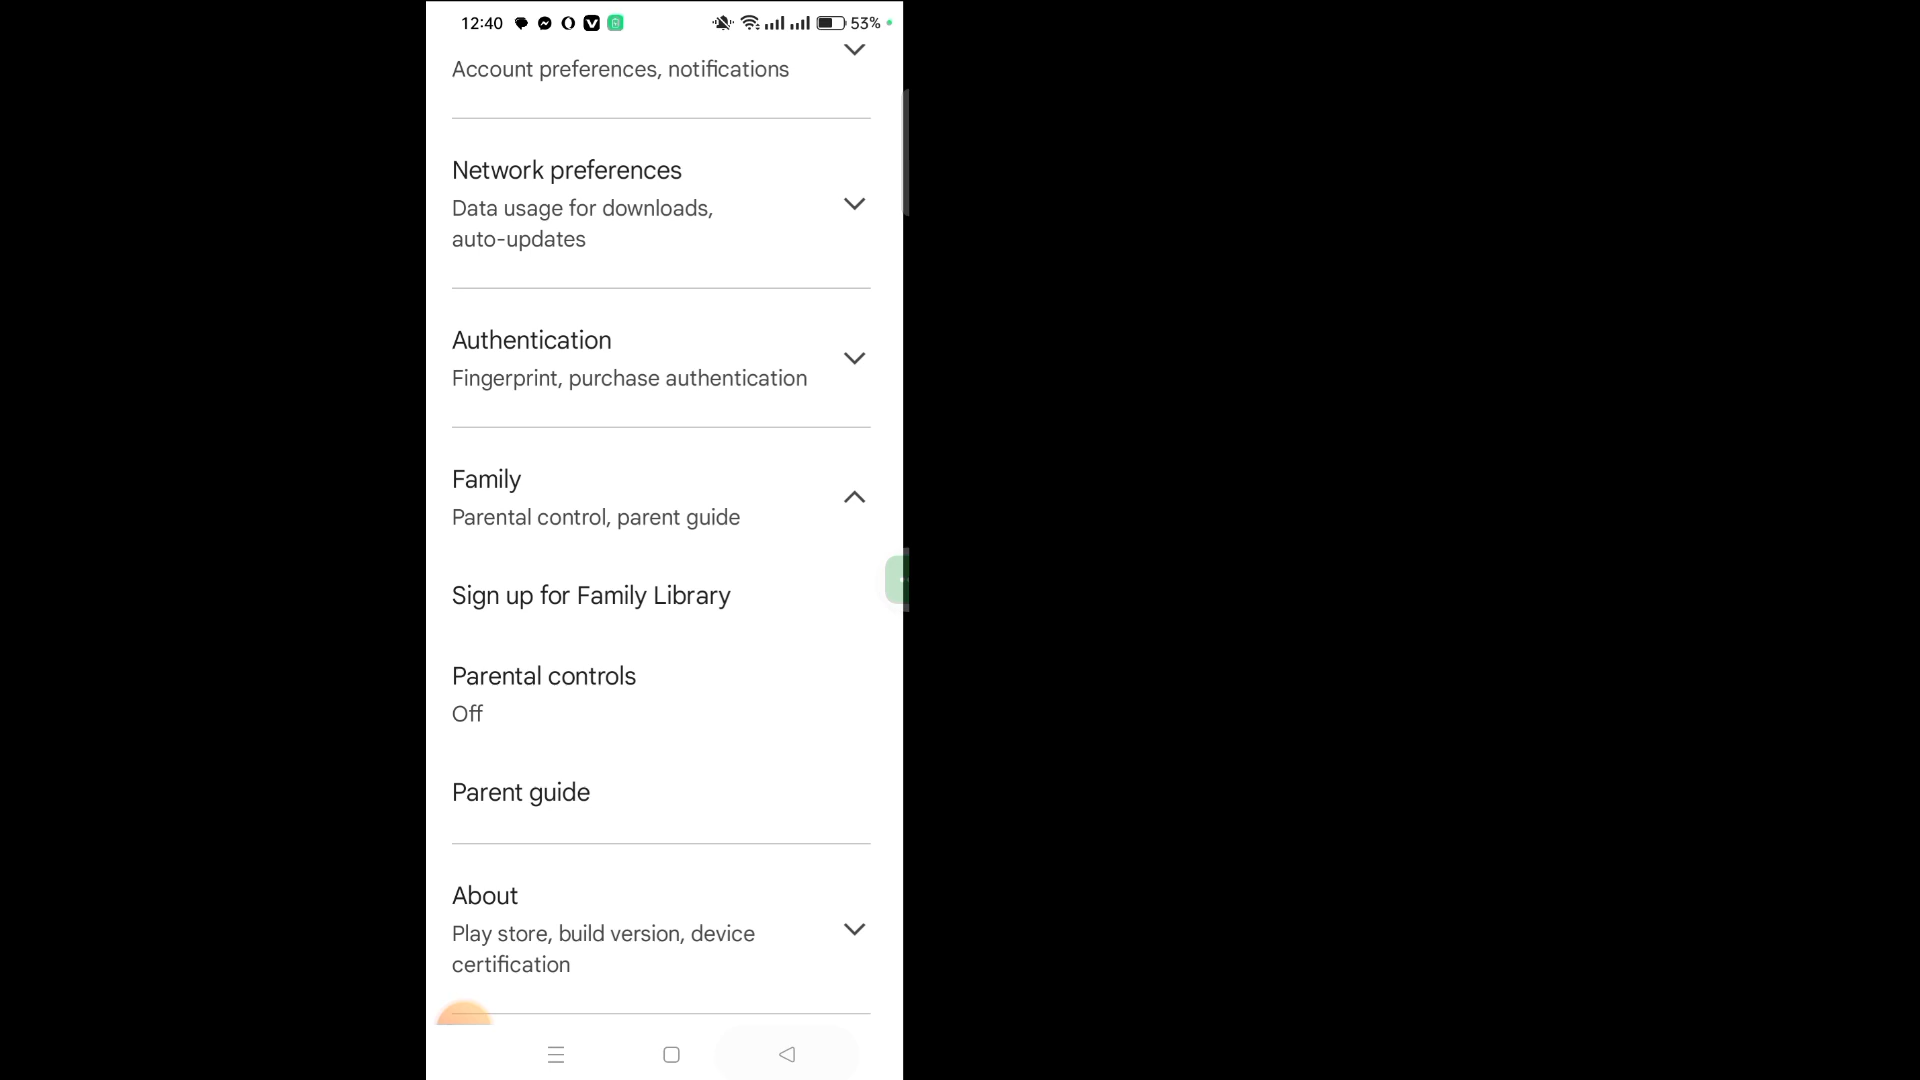 12:40
53%
Account preferences, notifications
Network preferences
Data usage for downloads,
auto-updates
Authentication
Fingerprint, purchase authentication
Family
Parental control, parent guide
Sign up for Family Library
Parental controls
Off
Parent guide
About
Play store, build version, device
certification